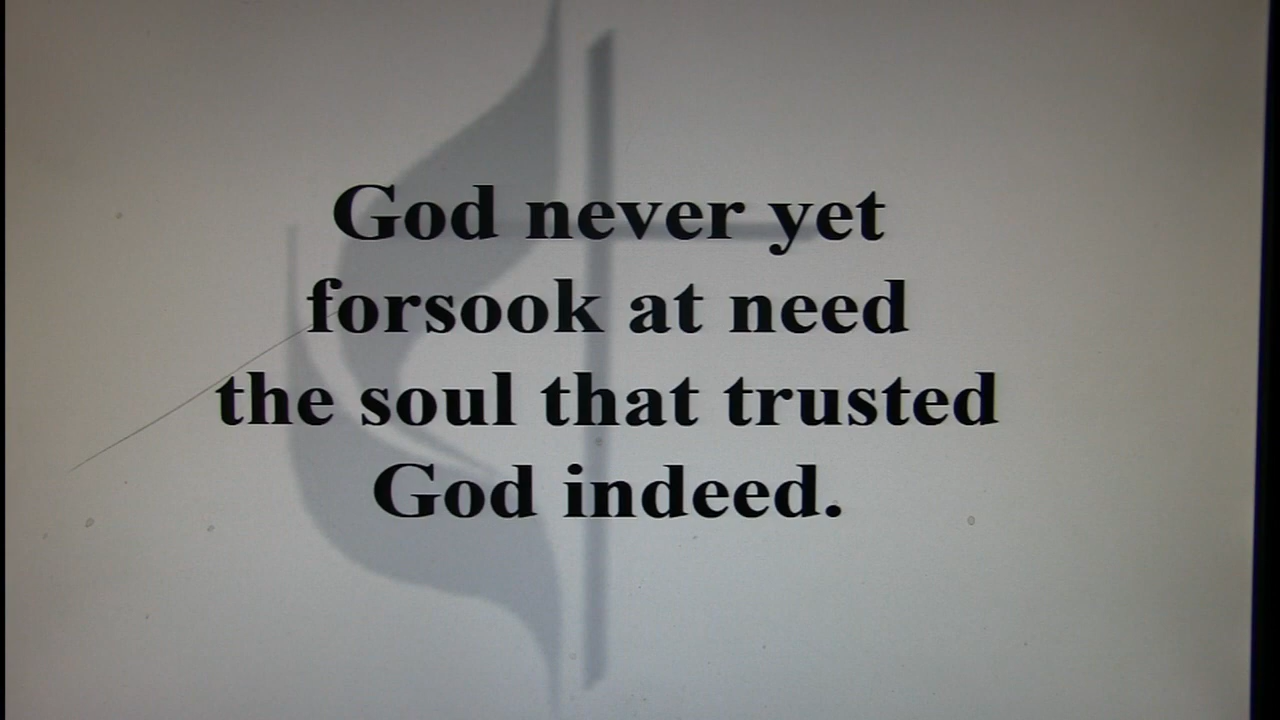 God never yet
forsook at need
the soul that trusted
God indeed.